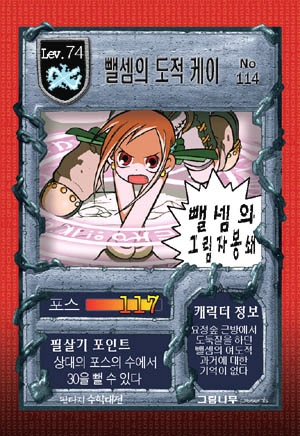 Lev. 74
뺄셈의 도적 케이
No
114
뺄셈의
그림자봉쇄
포스 117
필살기 포인트
상대의 포스의 수에서
30을 뺄 수 있다
캐릭터 정보
요정숲 근방에서
도둑질을 하던
뺄셈의 여도적
과거에 대한
기억이 없다
판타지 수학대전
그림나무